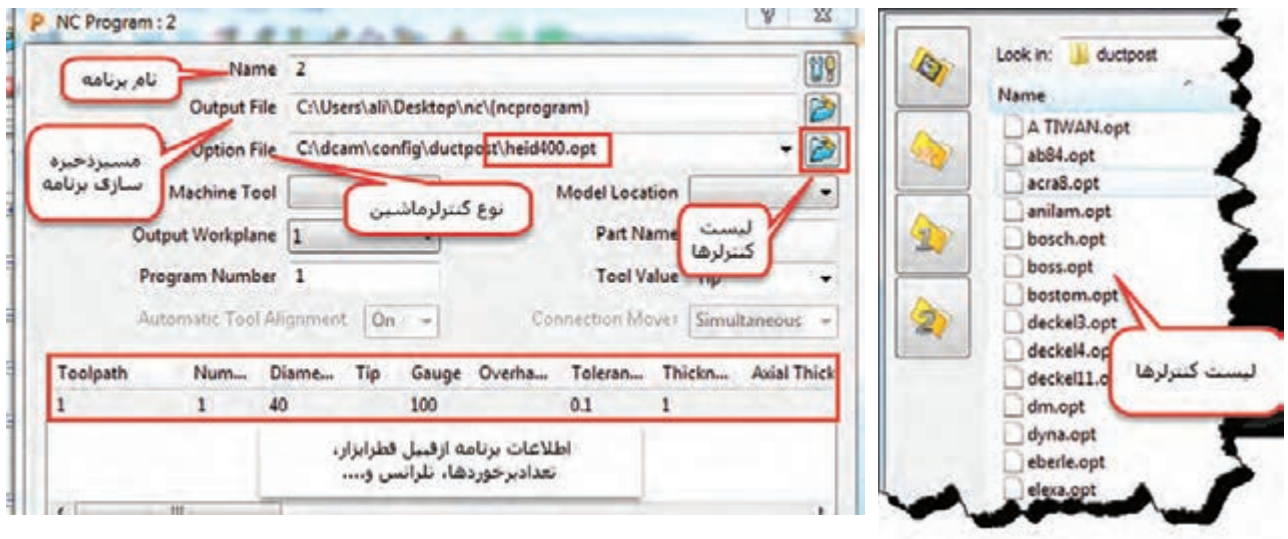 NC Program : 2
Name 2
نام برنامه
Output File C:\Users\ali\Desktop\nc\{ncprogram}
Option File C:\dcam\config\ductpost\heid400.opt
مسیرذخیره
سازی برنامه
Machine Tool
نوع کنترلرماشین
Model Location
Output Workplane 1
Part Name
لیست
کنترلرها
Program Number 1
Tool Value Tip
Automatic Tool Alignment On
Connection Moves Simultaneous
Toolpath Num... Diame... Tip Gauge Overha... Toleran... Thickn... Axial Thick
1 1 40 100 0.1 1
اطلاعات برنامه ازقبیل قطرابزار،
تعدادبرخوردها، تلرانس و....
Look in: ductpost
Name
A TIWAN.opt
ab84.opt
acra8.opt
anilam.opt
bosch.opt
boss.opt
bostom.opt
deckel3.opt
deckel4.op
deckel11.o
dm.opt
dyna.opt
eberle.opt
elexa.opt
لیست کنترلرها